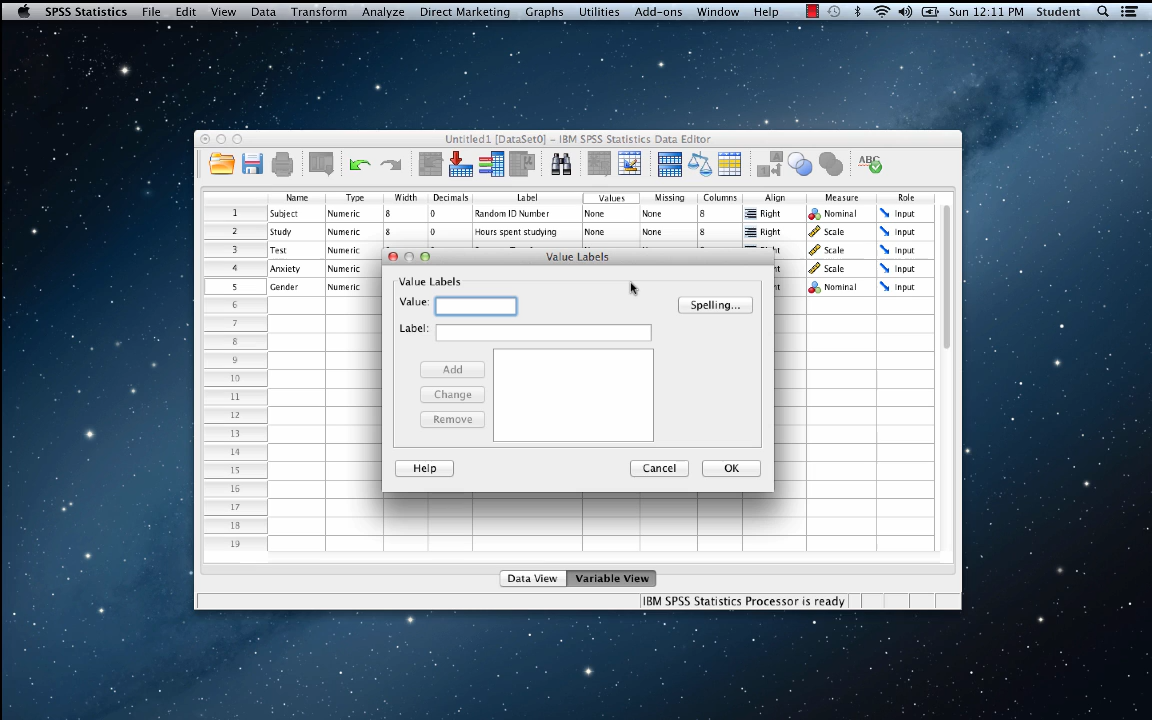 SPSS Statistics File Edit View Data Transform Analyze Direct Marketing Graphs Utilities Add-ons Window Help Sun 12:11 PM Student
Untitled1 [DataSet0] - IBM SPSS Statistics Data Editor
Name Type Width Decimals Label Values Missing Columns Align Measure Role
1 Subject Numeric 8 0 Random ID Number None None 8 Right Nominal Input
2 Study Numeric 8 0 Hours spent studying None None 8 Right Scale Input
3 Test Numeric Scale Input
4 Anxiety Numeric Scale Input
5 Gender Numeric Nominal Input
6
7
8
9
10
11
12
13
14
15
16
17
18
19
Value Labels
Value Labels
Value:
Spelling...
Label:
Add
Change
Remove
Help Cancel OK
Data View Variable View
IBM SPSS Statistics Processor is ready